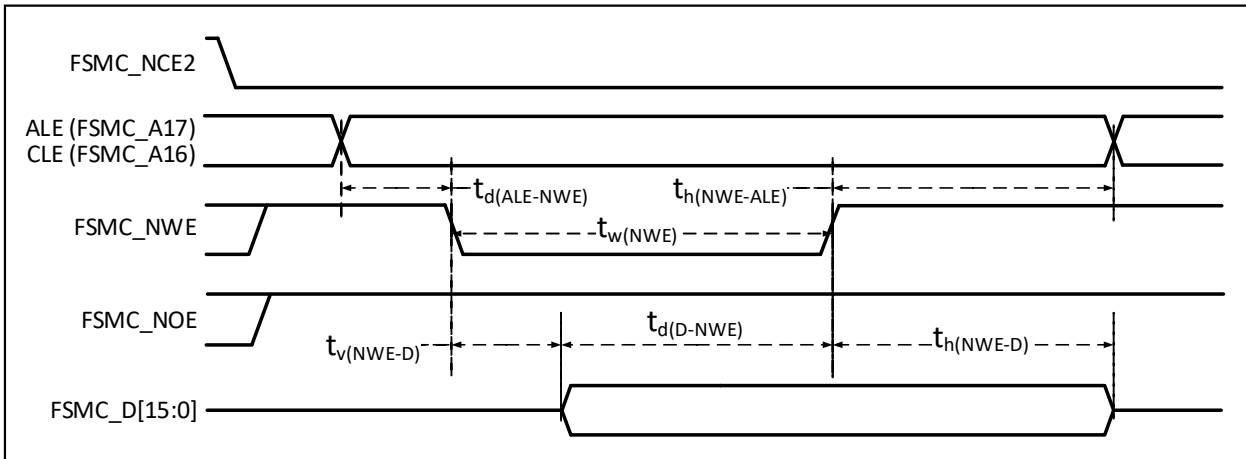 FSMC_NCE2
ALE (FSMC_A17)
CLE (FSMC_A16)
td(ALE-NWE)
th(NWE-ALE)
FSMC_NWE
tw(NWE)
FSMC_NOE
tv(NWE-D)
td(D-NWE)
th(NWE-D)
FSMC_D[15:0]